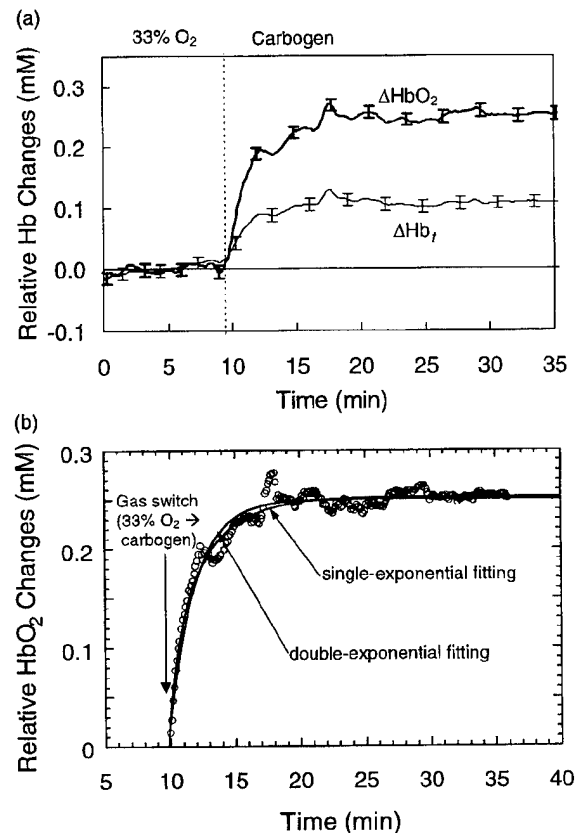 (a)
33% O₂ Carbogen
Relative Hb Changes (mM)
0.3
0.2
0.1
0.0
-0.1
ΔHbO₂
ΔHbₜ
0 5 10 15 20 25 30 35
Time (min)
(b)
Relative HbO₂ Changes (mM)
0.3
0.2
0.1
0
Gas switch
(33% O₂ →
carbogen)
single-exponential fitting
double-exponential fitting
5 10 15 20 25 30 35 40
Time (min)